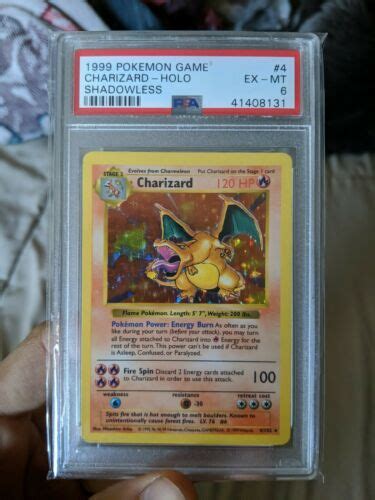 1999 POKEMON GAME #4
CHARIZARD - HOLO EX-MT
SHADOWLESS 6
PSA 41408131
Evolves from Charmeleon Put Charizard on the Stage 1 card
STAGE 2 Charizard 120 HP
Flame Pokémon. Length: 5' 7", Weight: 200 lbs.
Pokémon Power: Energy Burn As often as you
like during your turn (before your attack), you may turn
all Energy attached to Charizard into Energy for
the rest of the turn. This power can't be used if Charizard
is Asleep, Confused, or Paralyzed.
Fire Spin Discard 2 Energy cards attached
to Charizard in order to use this attack. 100
weakness resistance retreat cost
-30
Spits fire that is hot enough to melt boulders. Known to
unintentionally cause forest fires. LV. 76 #6
4/102